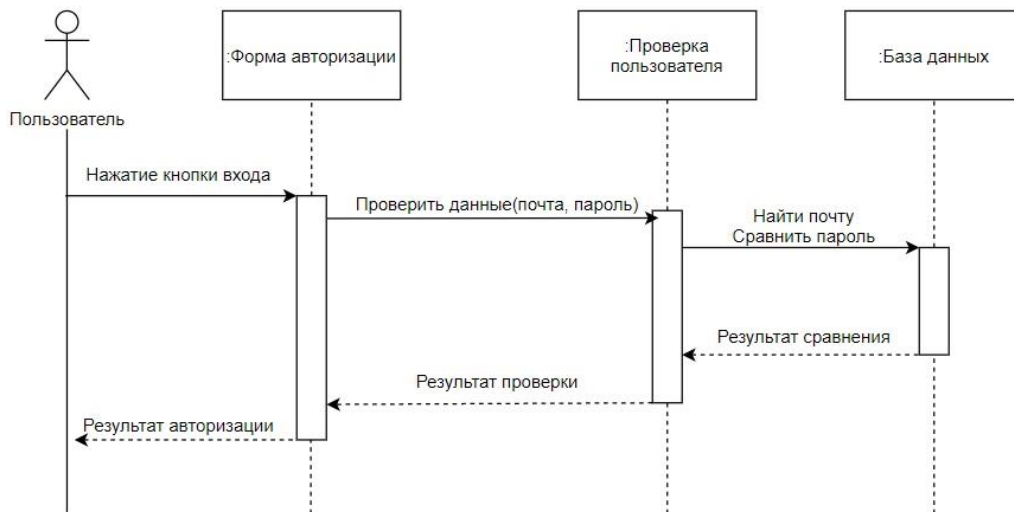 :Форма авторизации
:Проверка
пользователя
:База данных
Пользователь
Нажатие кнопки входа
Проверить данные(почта, пароль)
Найти почту
Сравнить пароль
Результат сравнения
Результат проверки
Результат авторизации